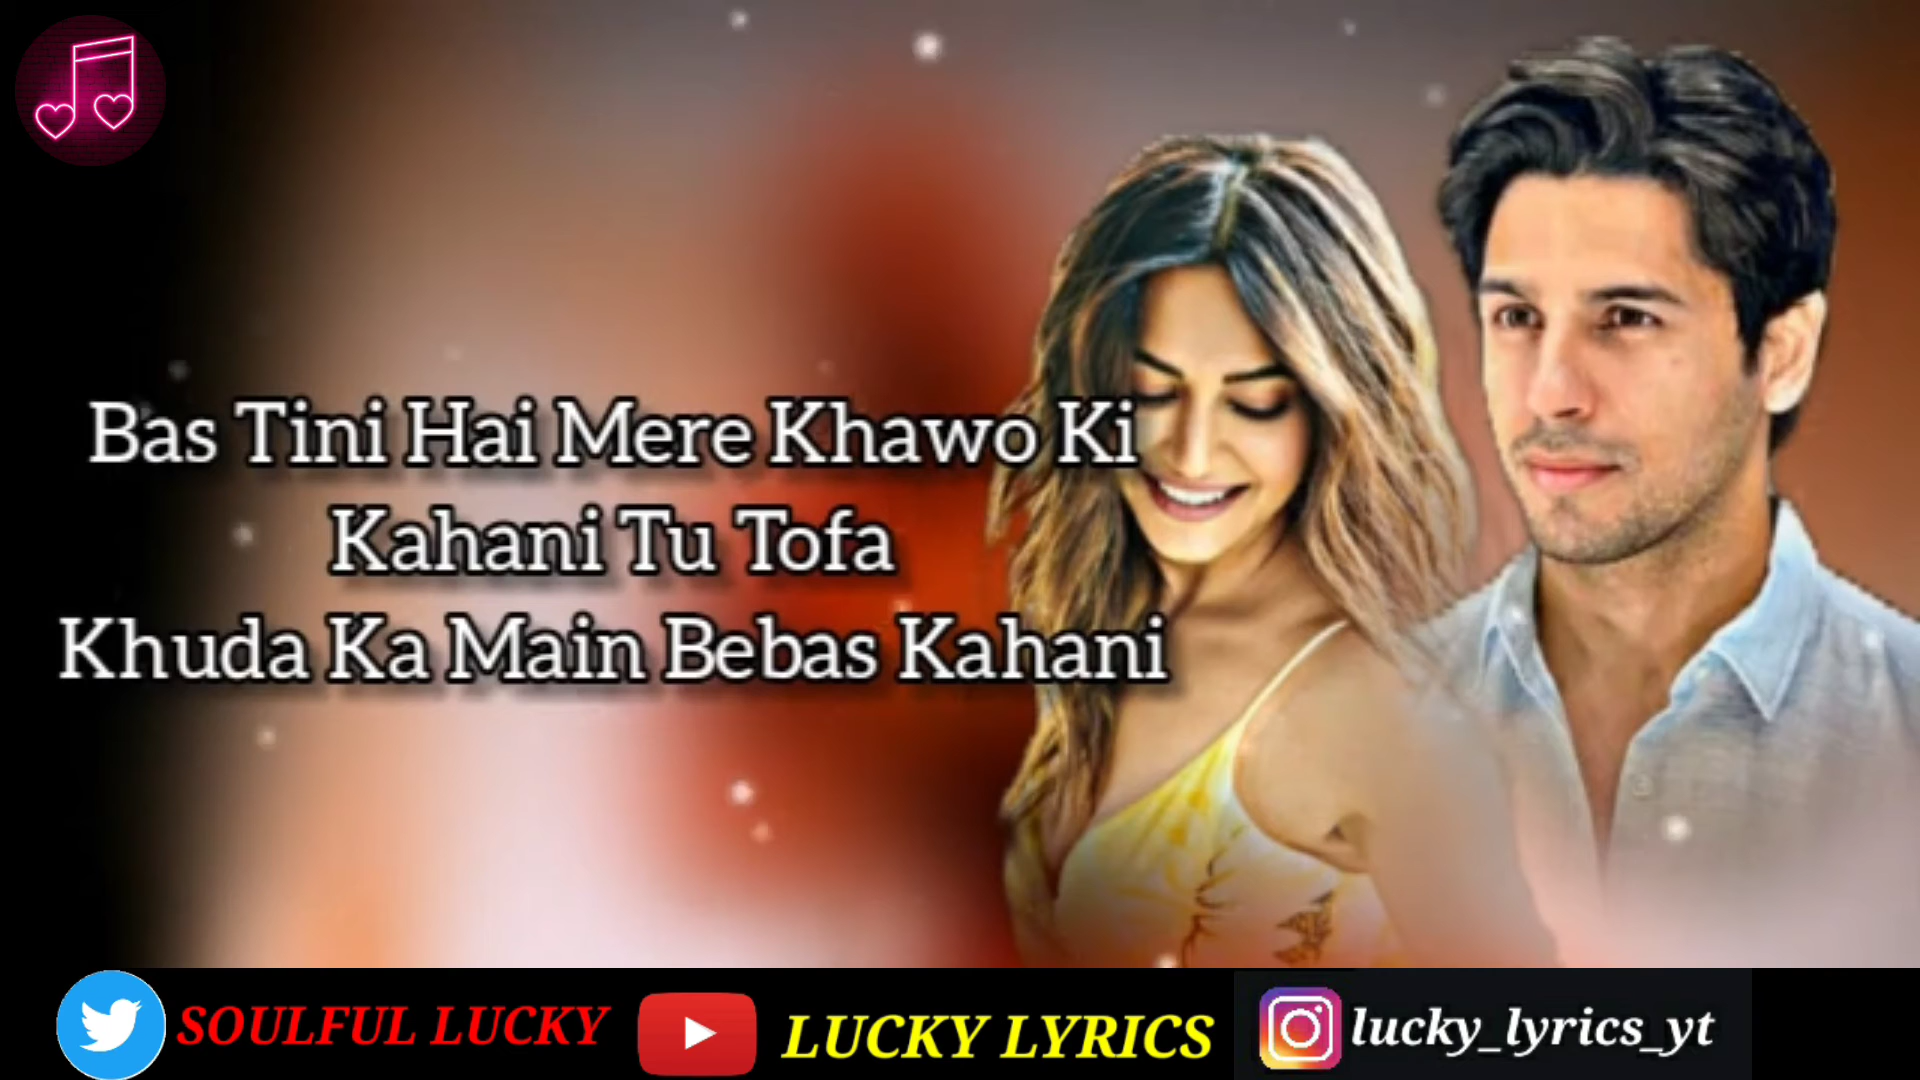 Bas Tini Hai Mere Khawo Ki
Kahani Tu Tofa
Khuda Ka Main Bebas Kahani
SOULFUL LUCKY
LUCKY LYRICS
lucky_lyrics_yt